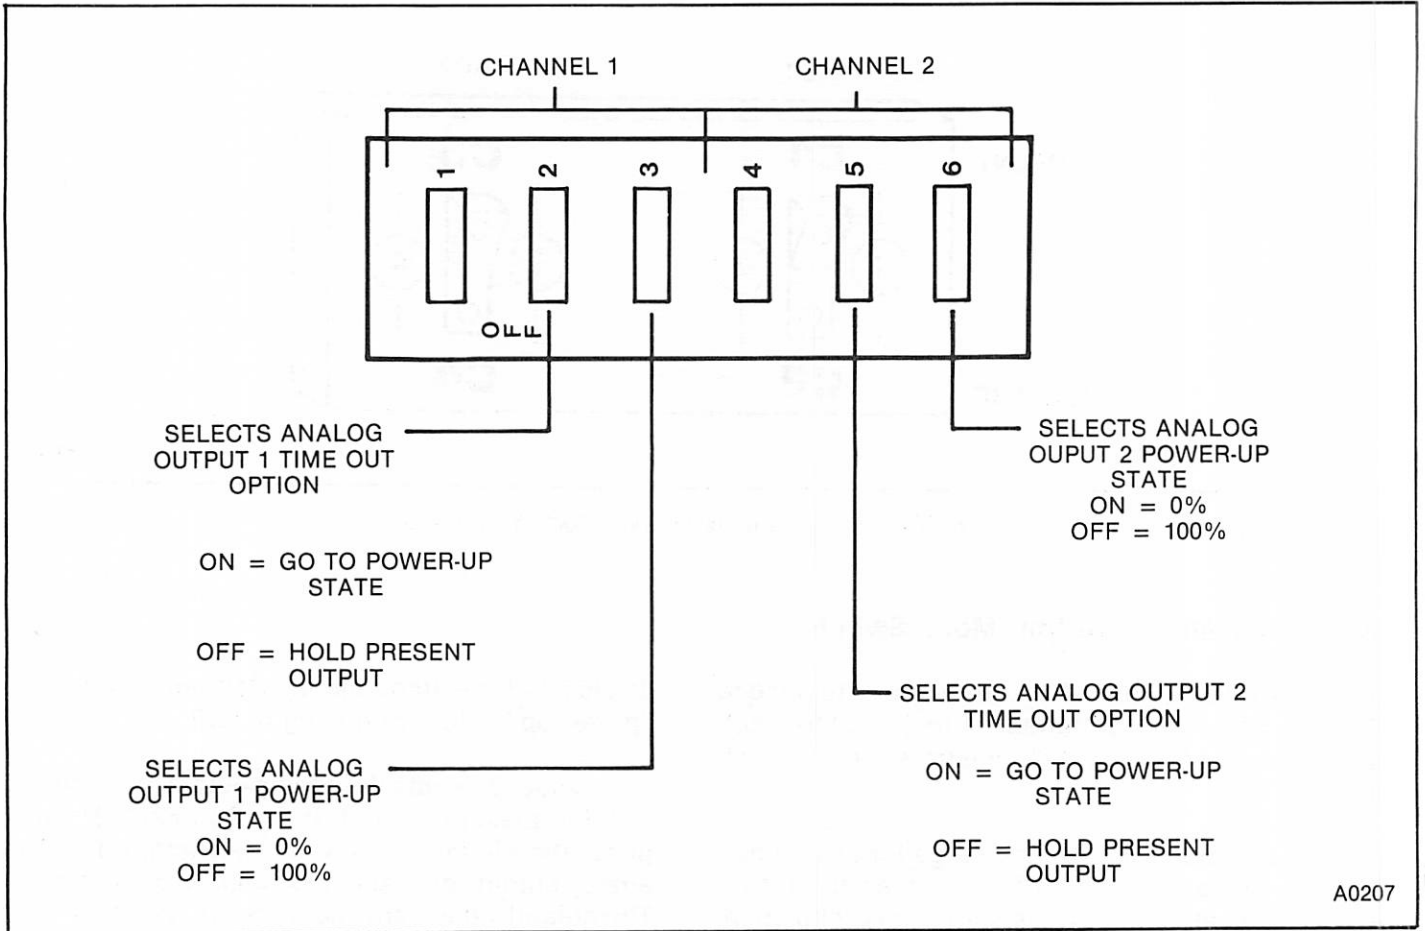 CHANNEL 1
CHANNEL 2
1 2 3 4 5 6
OFF
SELECTS ANALOG
OUTPUT 1 TIME OUT
OPTION
ON = GO TO POWER-UP
STATE
OFF = HOLD PRESENT
OUTPUT
SELECTS ANALOG
OUTPUT 1 POWER-UP
STATE
ON = 0%
OFF = 100%
SELECTS ANALOG
OUPUT 2 POWER-UP
STATE
ON = 0%
OFF = 100%
SELECTS ANALOG OUTPUT 2
TIME OUT OPTION
ON = GO TO POWER-UP
STATE
OFF = HOLD PRESENT
OUTPUT
A0207